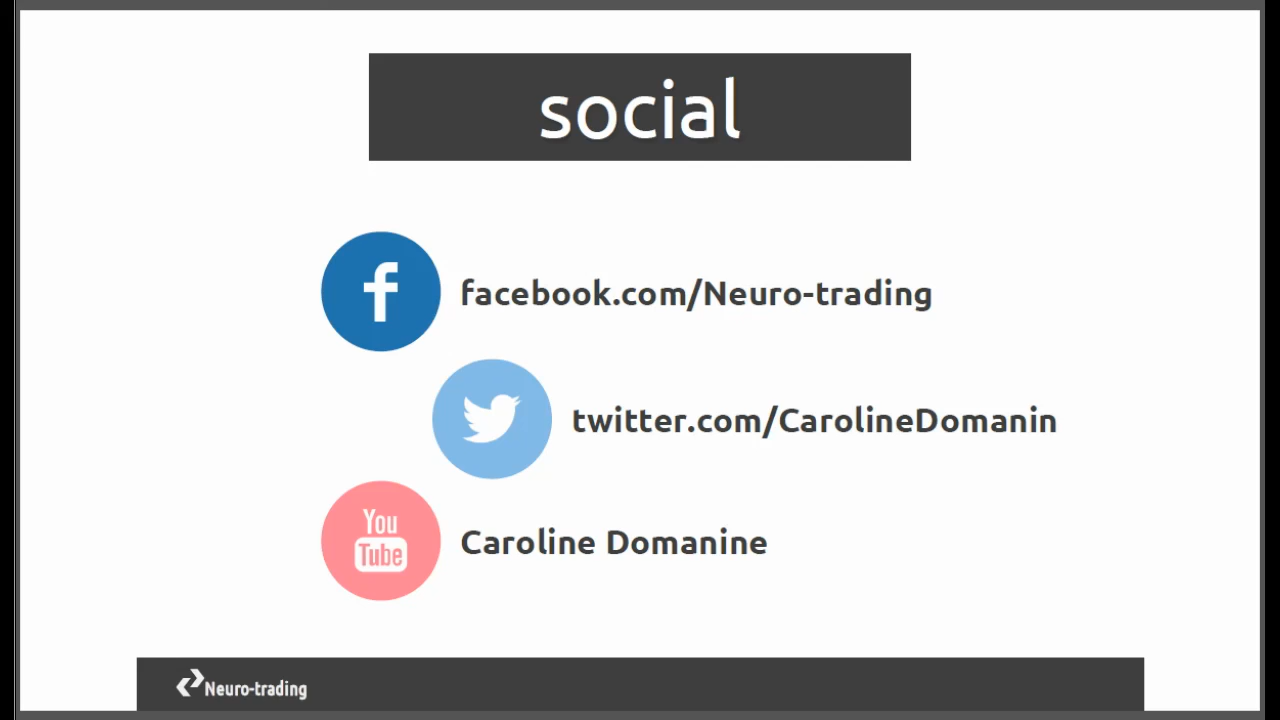 social
facebook.com/Neuro-trading
twitter.com/CarolineDomanin
You
Tube
Caroline Domanine
Neuro-trading